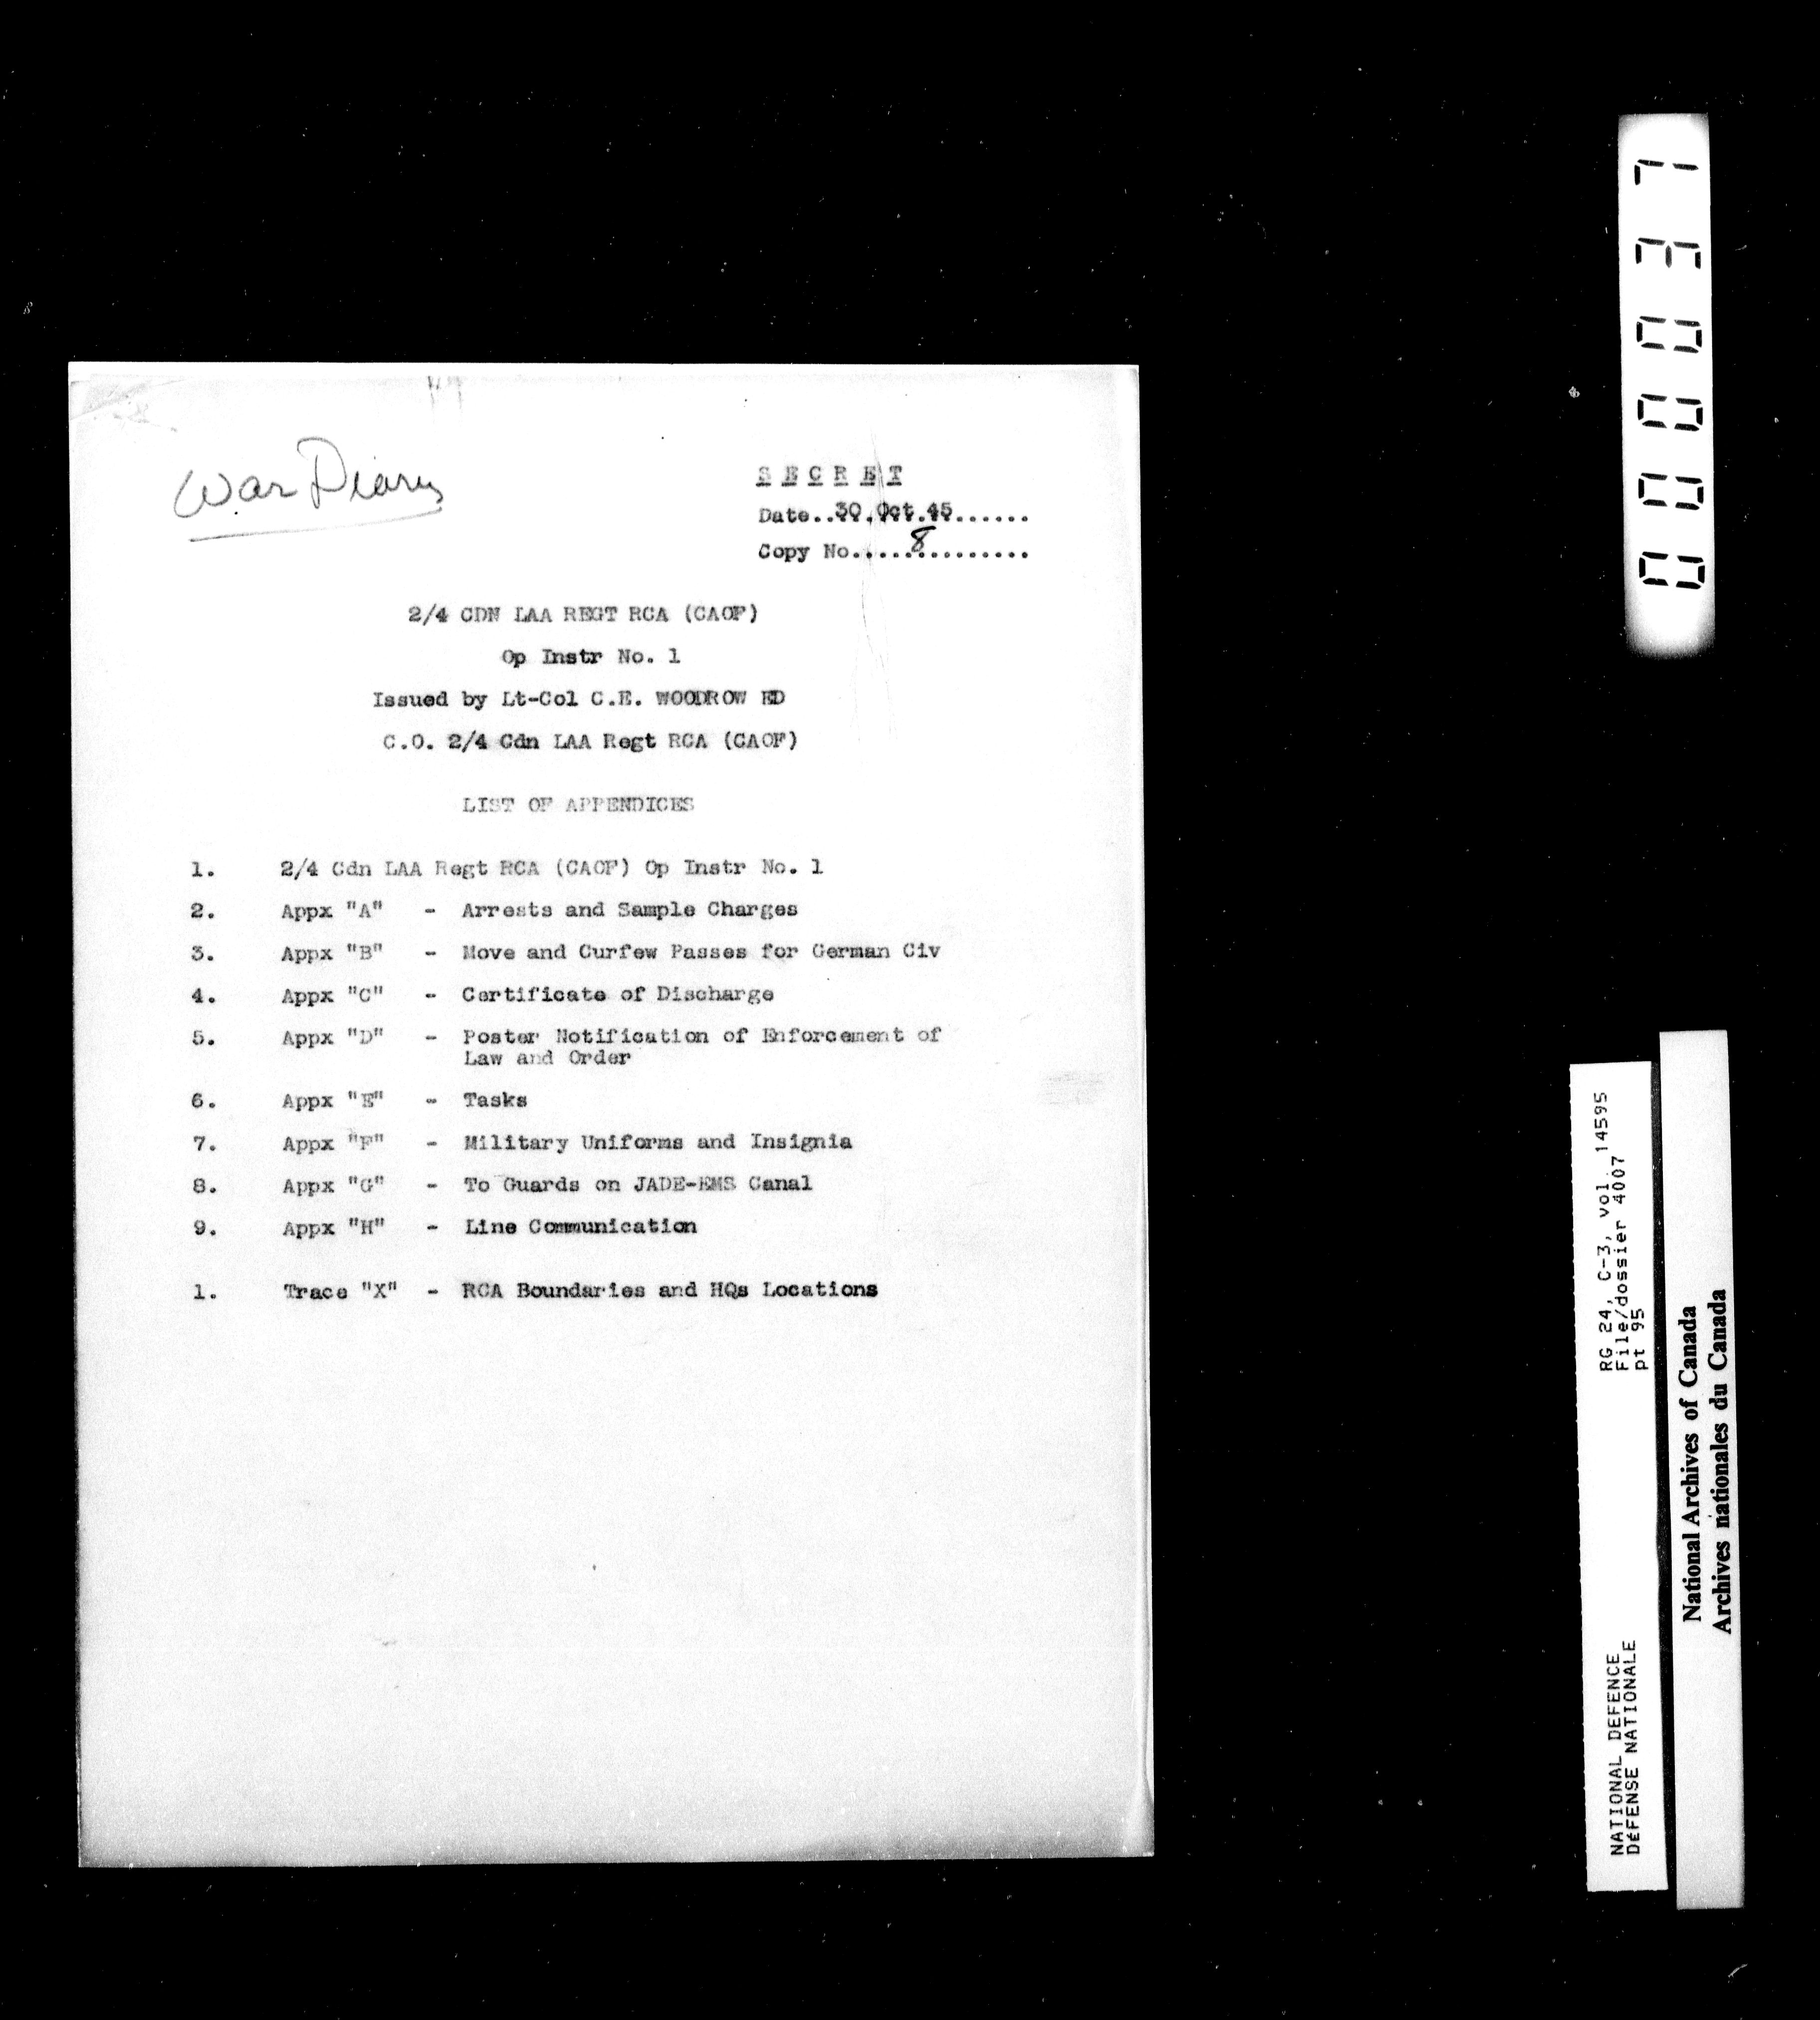 War Diary
SECRET
Date..30.Oct.45......
Copy No.....8............
2/4 CDN LAA REGT RCA (CAOF)
Op Instr No. 1
Issued by Lt-Col C.E. WOODROW ED
C.O. 2/4 Cdn LAA Regt RCA (CAOF)
LIST OF APPENDICES
1. 2/4 Cdn LAA Regt RCA (CAOF) Op Instr No. 1
2. Appx "A" - Arrests and Sample Charges
3. Appx "B" - Move and Curfew Passes for German Civ
4. Appx "C" - Certificate of Discharge
5. Appx "D" - Poster Notification of Enforcement of
Law and Order
6. Appx "E" - Tasks
7. Appx "F" - Military Uniforms and Insignia
8. Appx "G" - To Guards on JADE-EMS Canal
9. Appx "H" - Line Communication
1. Trace "X" - RCA Boundaries and HQs Locations
000037
RG 24, C-3, vol. 14595
File/dossier 4007
pt 95
NATIONAL DEFENCE
DéFENSE NATIONALE
National Archives of Canada
Archives nationales du Canada